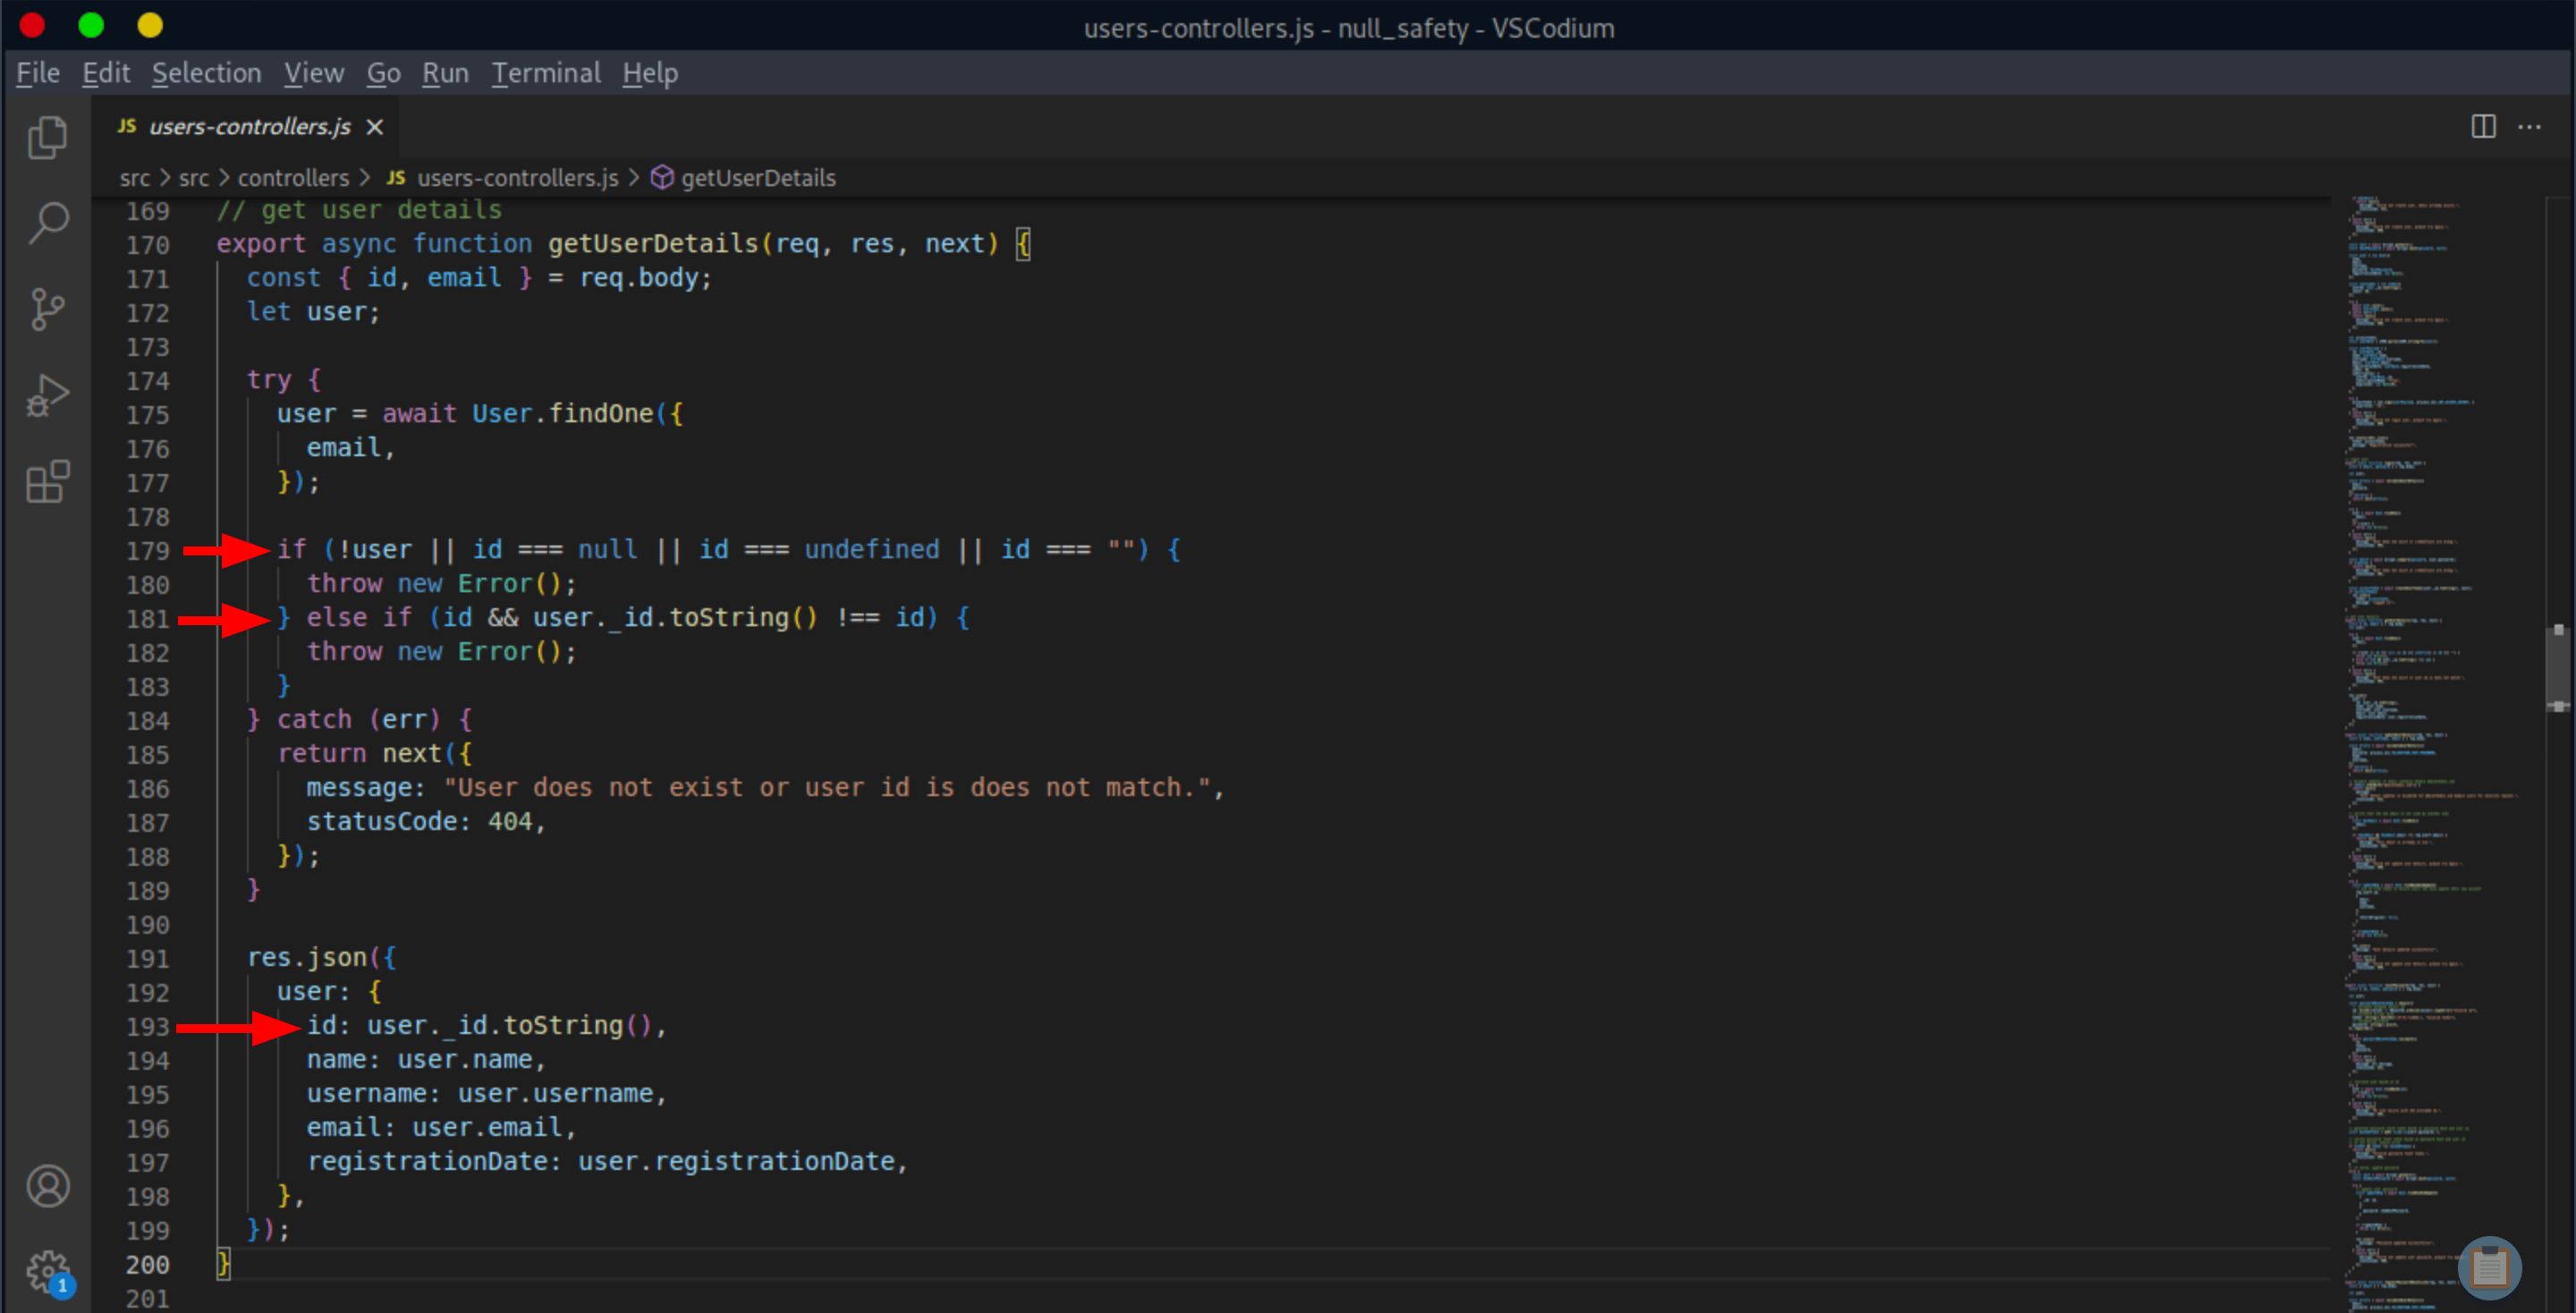 users-controllers.js - null_safety - VSCodium
File Edit Selection View Go Run Terminal Help
JS users-controllers.js ×
src > src > controllers > JS users-controllers.js > getUserDetails
169 // get user details
170 export async function getUserDetails(req, res, next) {
171   const { id, email } = req.body;
172   let user;
173
174   try {
175     user = await User.findOne({
176       email,
177     });
178
179     if (!user || id === null || id === undefined || id === "") {
180       throw new Error();
181     } else if (id && user._id.toString() !== id) {
182       throw new Error();
183     }
184   } catch (err) {
185     return next({
186       message: "User does not exist or user id is does not match.",
187       statusCode: 404,
188     });
189   }
190
191   res.json({
192     user: {
193       id: user._id.toString(),
194       name: user.name,
195       username: user.username,
196       email: user.email,
197       registrationDate: user.registrationDate,
198     },
199   });
200 }
201
1